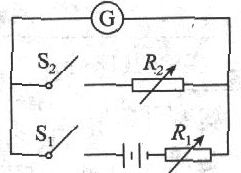 G
S₂ R₂
S₁ R₁